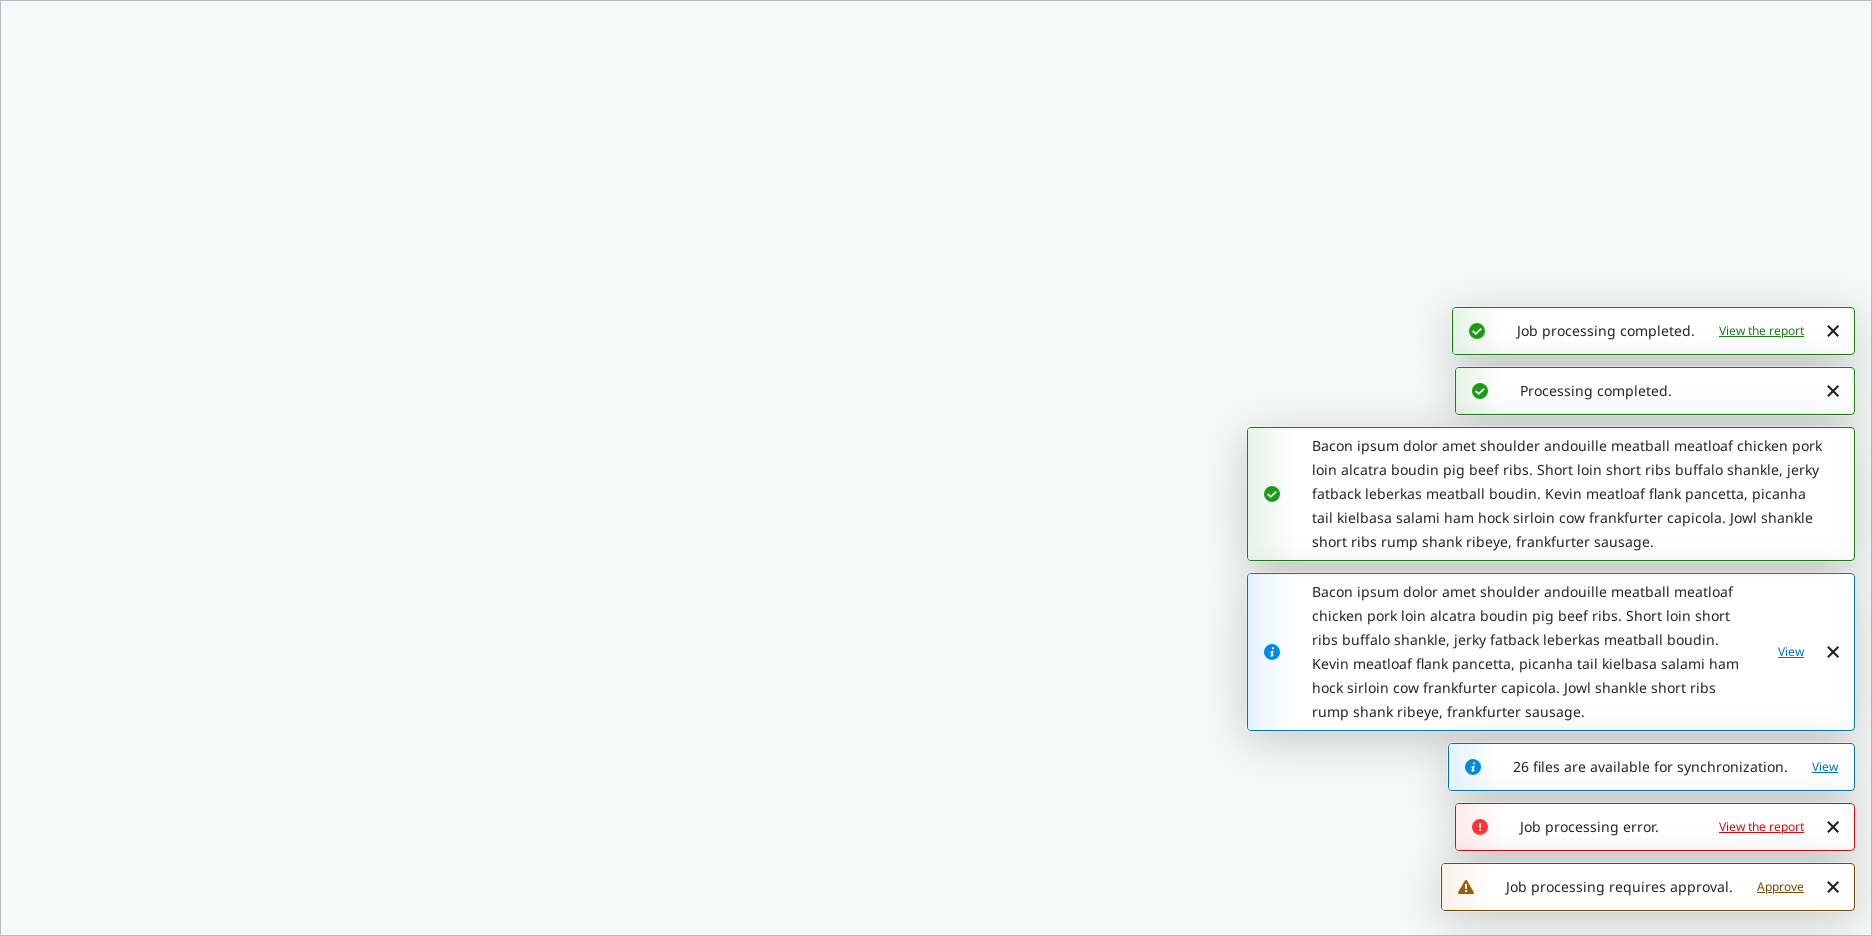 Job processing completed. View the report
Processing completed.
Bacon ipsum dolor amet shoulder andouille meatball meatloaf chicken pork
loin alcatra boudin pig beef ribs. Short loin short ribs buffalo shankle, jerky
fatback leberkas meatball boudin. Kevin meatloaf flank pancetta, picanha
tail kielbasa salami ham hock sirloin cow frankfurter capicola. Jowl shankle
short ribs rump shank ribeye, frankfurter sausage.
Bacon ipsum dolor amet shoulder andouille meatball meatloaf
chicken pork loin alcatra boudin pig beef ribs. Short loin short
ribs buffalo shankle, jerky fatback leberkas meatball boudin.
Kevin meatloaf flank pancetta, picanha tail kielbasa salami ham
hock sirloin cow frankfurter capicola. Jowl shankle short ribs
rump shank ribeye, frankfurter sausage.
View
26 files are available for synchronization. View
Job processing error. View the report
Job processing requires approval. Approve